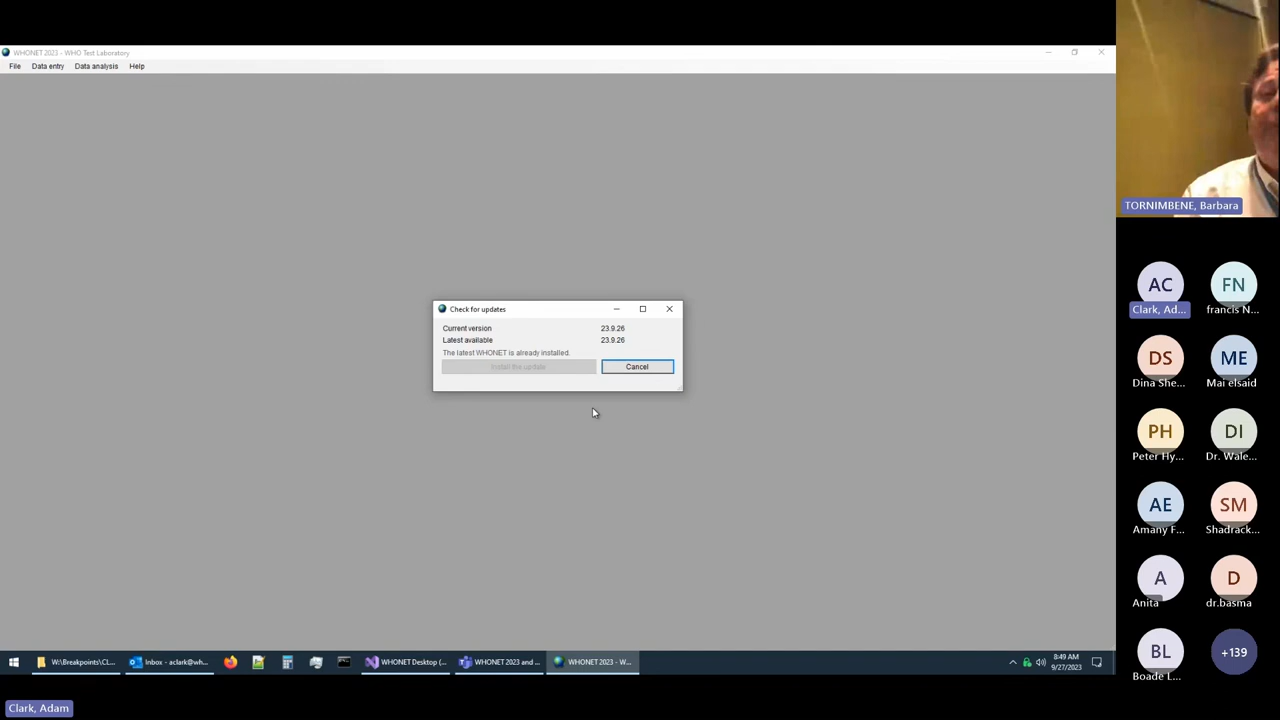 WHONET 2023 - WHO Test Laboratory
File Data entry Data analysis Help
Check for updates
Current version 23.9.26
Latest available 23.9.26
The latest WHONET is already installed.
Install the update Cancel
TORNIMBENE, Barbara
AC FN
Clark, Ad... francis N...
DS ME
Dina She... Mai elsaid
PH DI
Peter Hy... Dr. Wale...
AE SM
Amany F... Shadrack...
A D
Anita dr.basma
BL +139
Boade L...
W:\Breakpoints\CL... Inbox - aclark@wh... WHONET Desktop (... WHONET 2023 and ... WHONET 2023 - W... 8:49 AM
9/27/2023
Clark, Adam